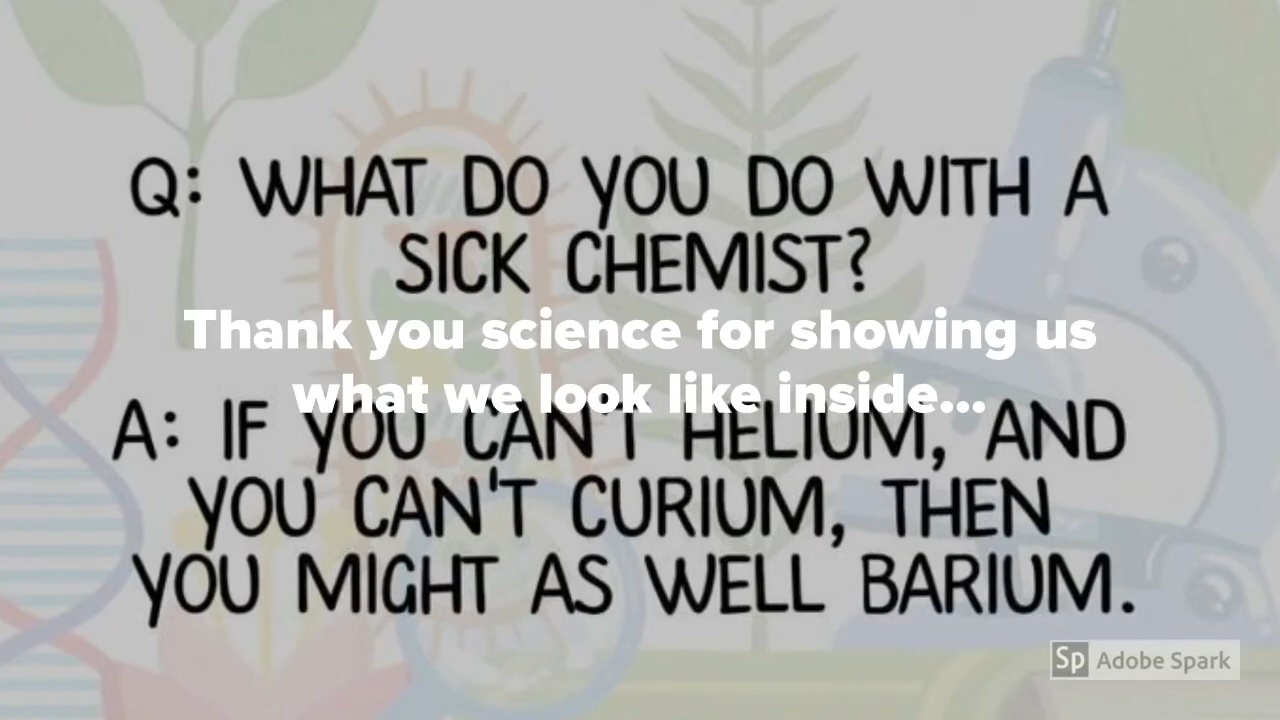 Q: WHAT DO YOU DO WITH A
SICK CHEMIST?
Thank you science for showing us
what we look like inside...
A: IF YOU CAN'T HELIUM, AND
YOU CAN'T CURIUM, THEN
YOU MIGHT AS WELL BARIUM.
Sp Adobe Spark